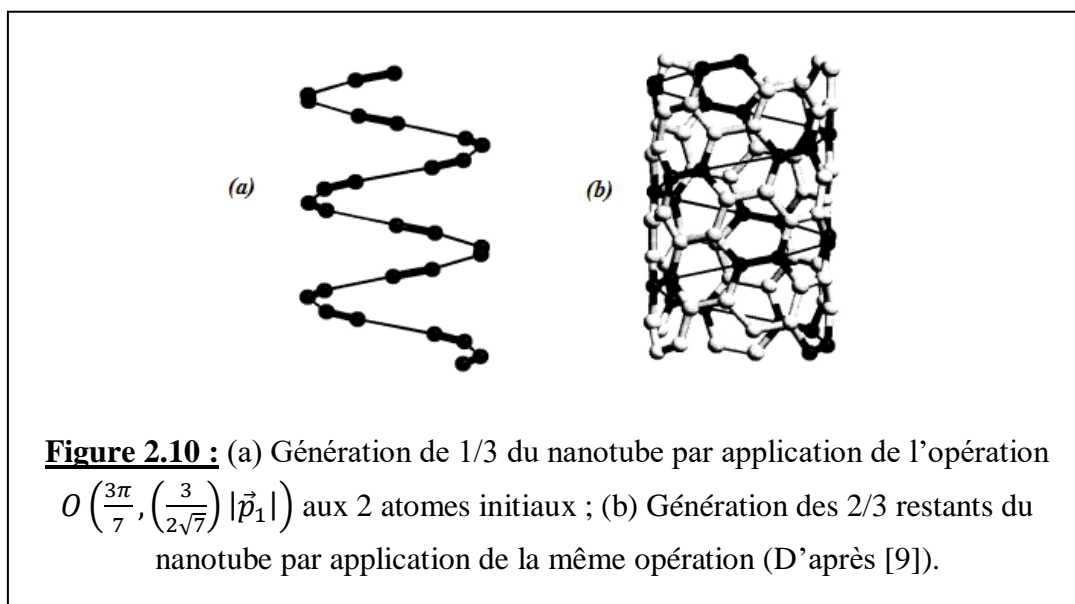 (a)
(b)
Figure 2.10 : (a) Génération de 1/3 du nanotube par application de l’opération
𝑂 (3π/7, (3/2√7) |p⃗₁|) aux 2 atomes initiaux ; (b) Génération des 2/3 restants du
nanotube par application de la même opération (D’après [9]).